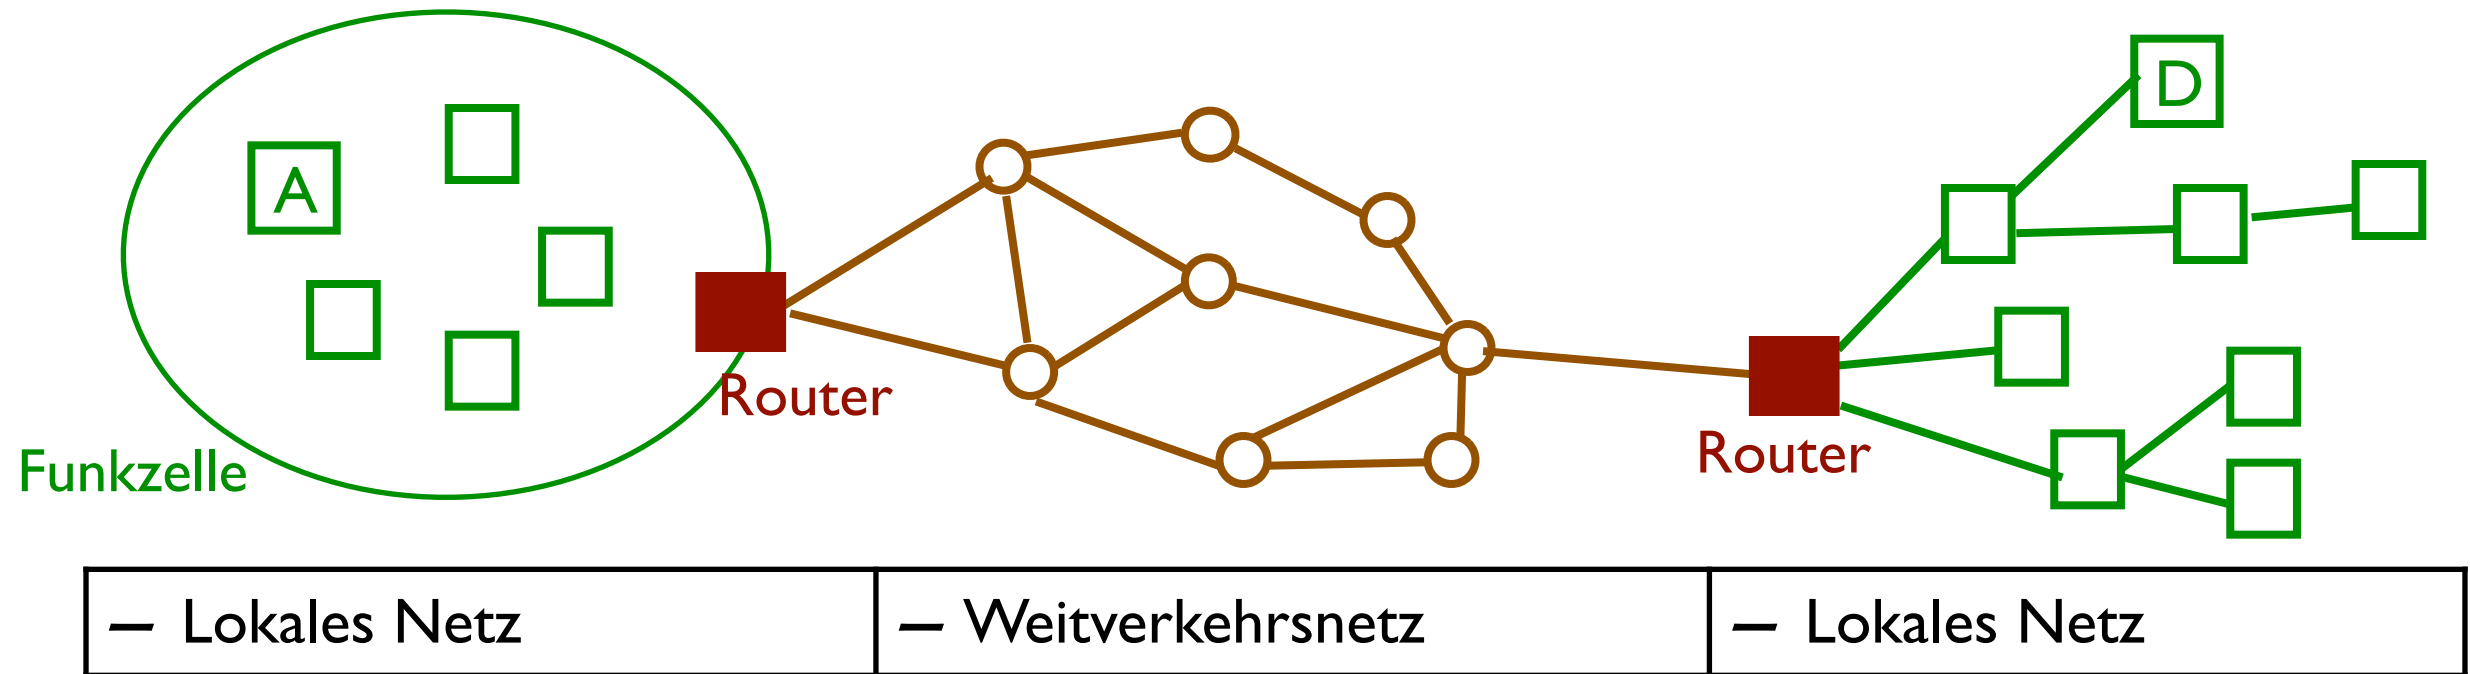 A
D
Router
Router
Funkzelle
– Lokales Netz
– Weitverkehrsnetz
– Lokales Netz